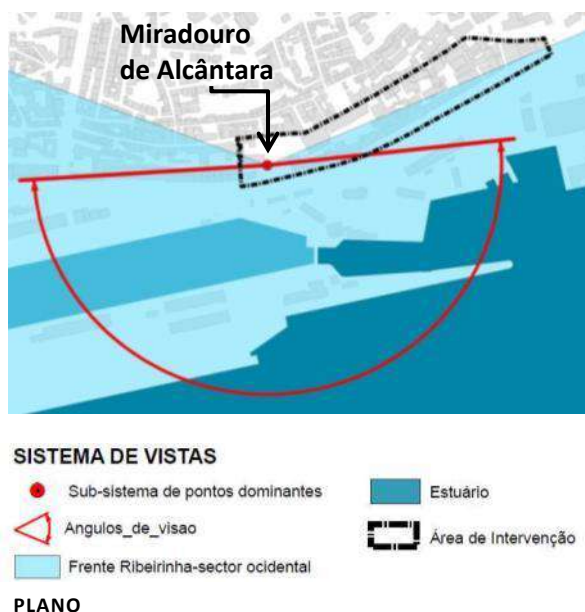 Miradouro
de Alcântara
SISTEMA DE VISTAS
Sub-sistema de pontos dominantes
Estuário
Angulos_de_visao
Área de Intervenção
Frente Ribeirinha-sector ocidental
PLANO